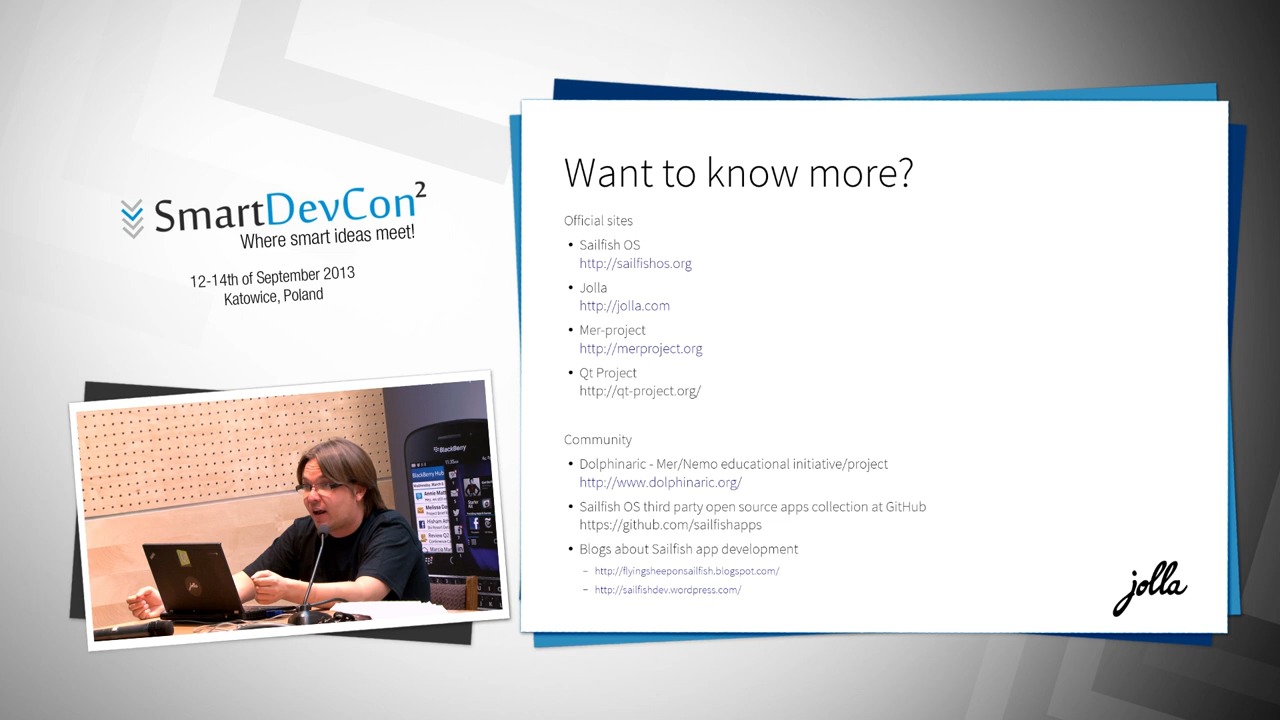 SmartDevCon²
Where smart ideas meet!
12-14th of September 2013
Katowice, Poland
Want to know more?
Official sites
• Sailfish OS
http://sailfishos.org
• Jolla
http://jolla.com
• Mer-project
http://merproject.org
• Qt Project
http://qt-project.org/
Community
• Dolphinaric - Mer/Nemo educational initiative/project
http://www.dolphinaric.org/
• Sailfish OS third party open source apps collection at GitHub
https://github.com/sailfishapps
• Blogs about Sailfish app development
– http://flyingsheeponsailfish.blogspot.com/
– http://sailfishdev.wordpress.com/
jolla
BlackBerry
BlackBerry Hub